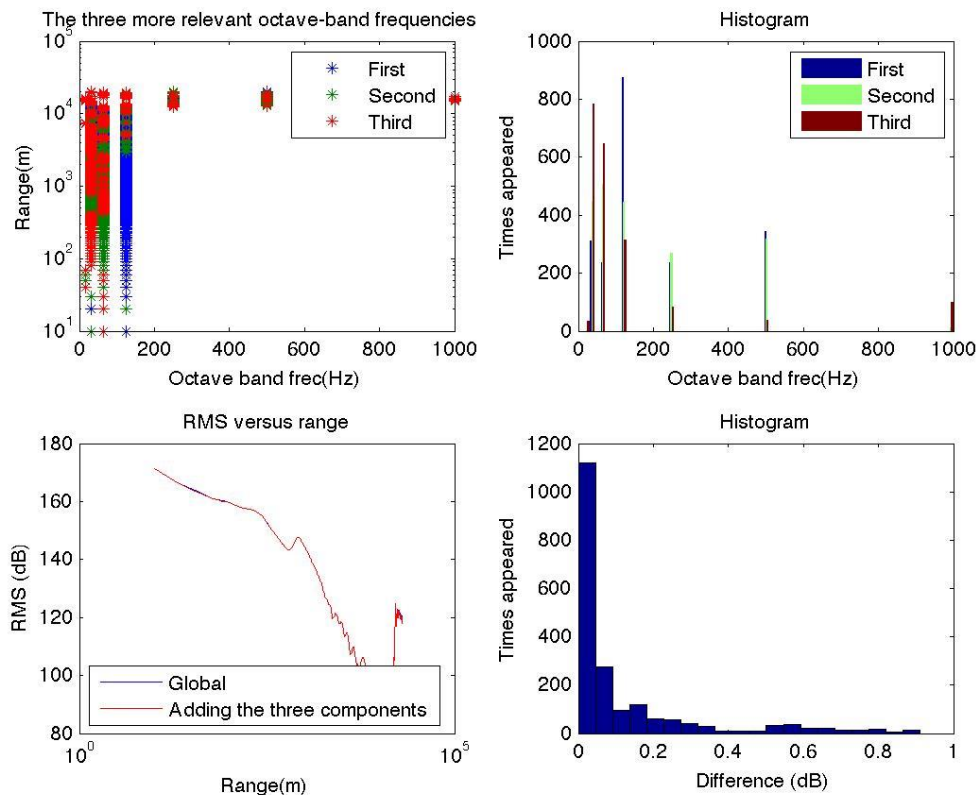 The three more relevant octave-band frequencies
10^5
10^4
10^3
10^2
10^1
Range(m)
First
Second
Third
0 200 400 600 800 1000
Octave band frec(Hz)
Histogram
1000
800
600
400
200
0
Times appeared
First
Second
Third
0 200 400 600 800 1000
Octave band frec(Hz)
RMS versus range
180
160
140
120
100
80
RMS (dB)
Global
Adding the three components
10^0 10^5
Range(m)
Histogram
1200
1000
800
600
400
200
0
Times appeared
0 0.2 0.4 0.6 0.8 1
Difference (dB)